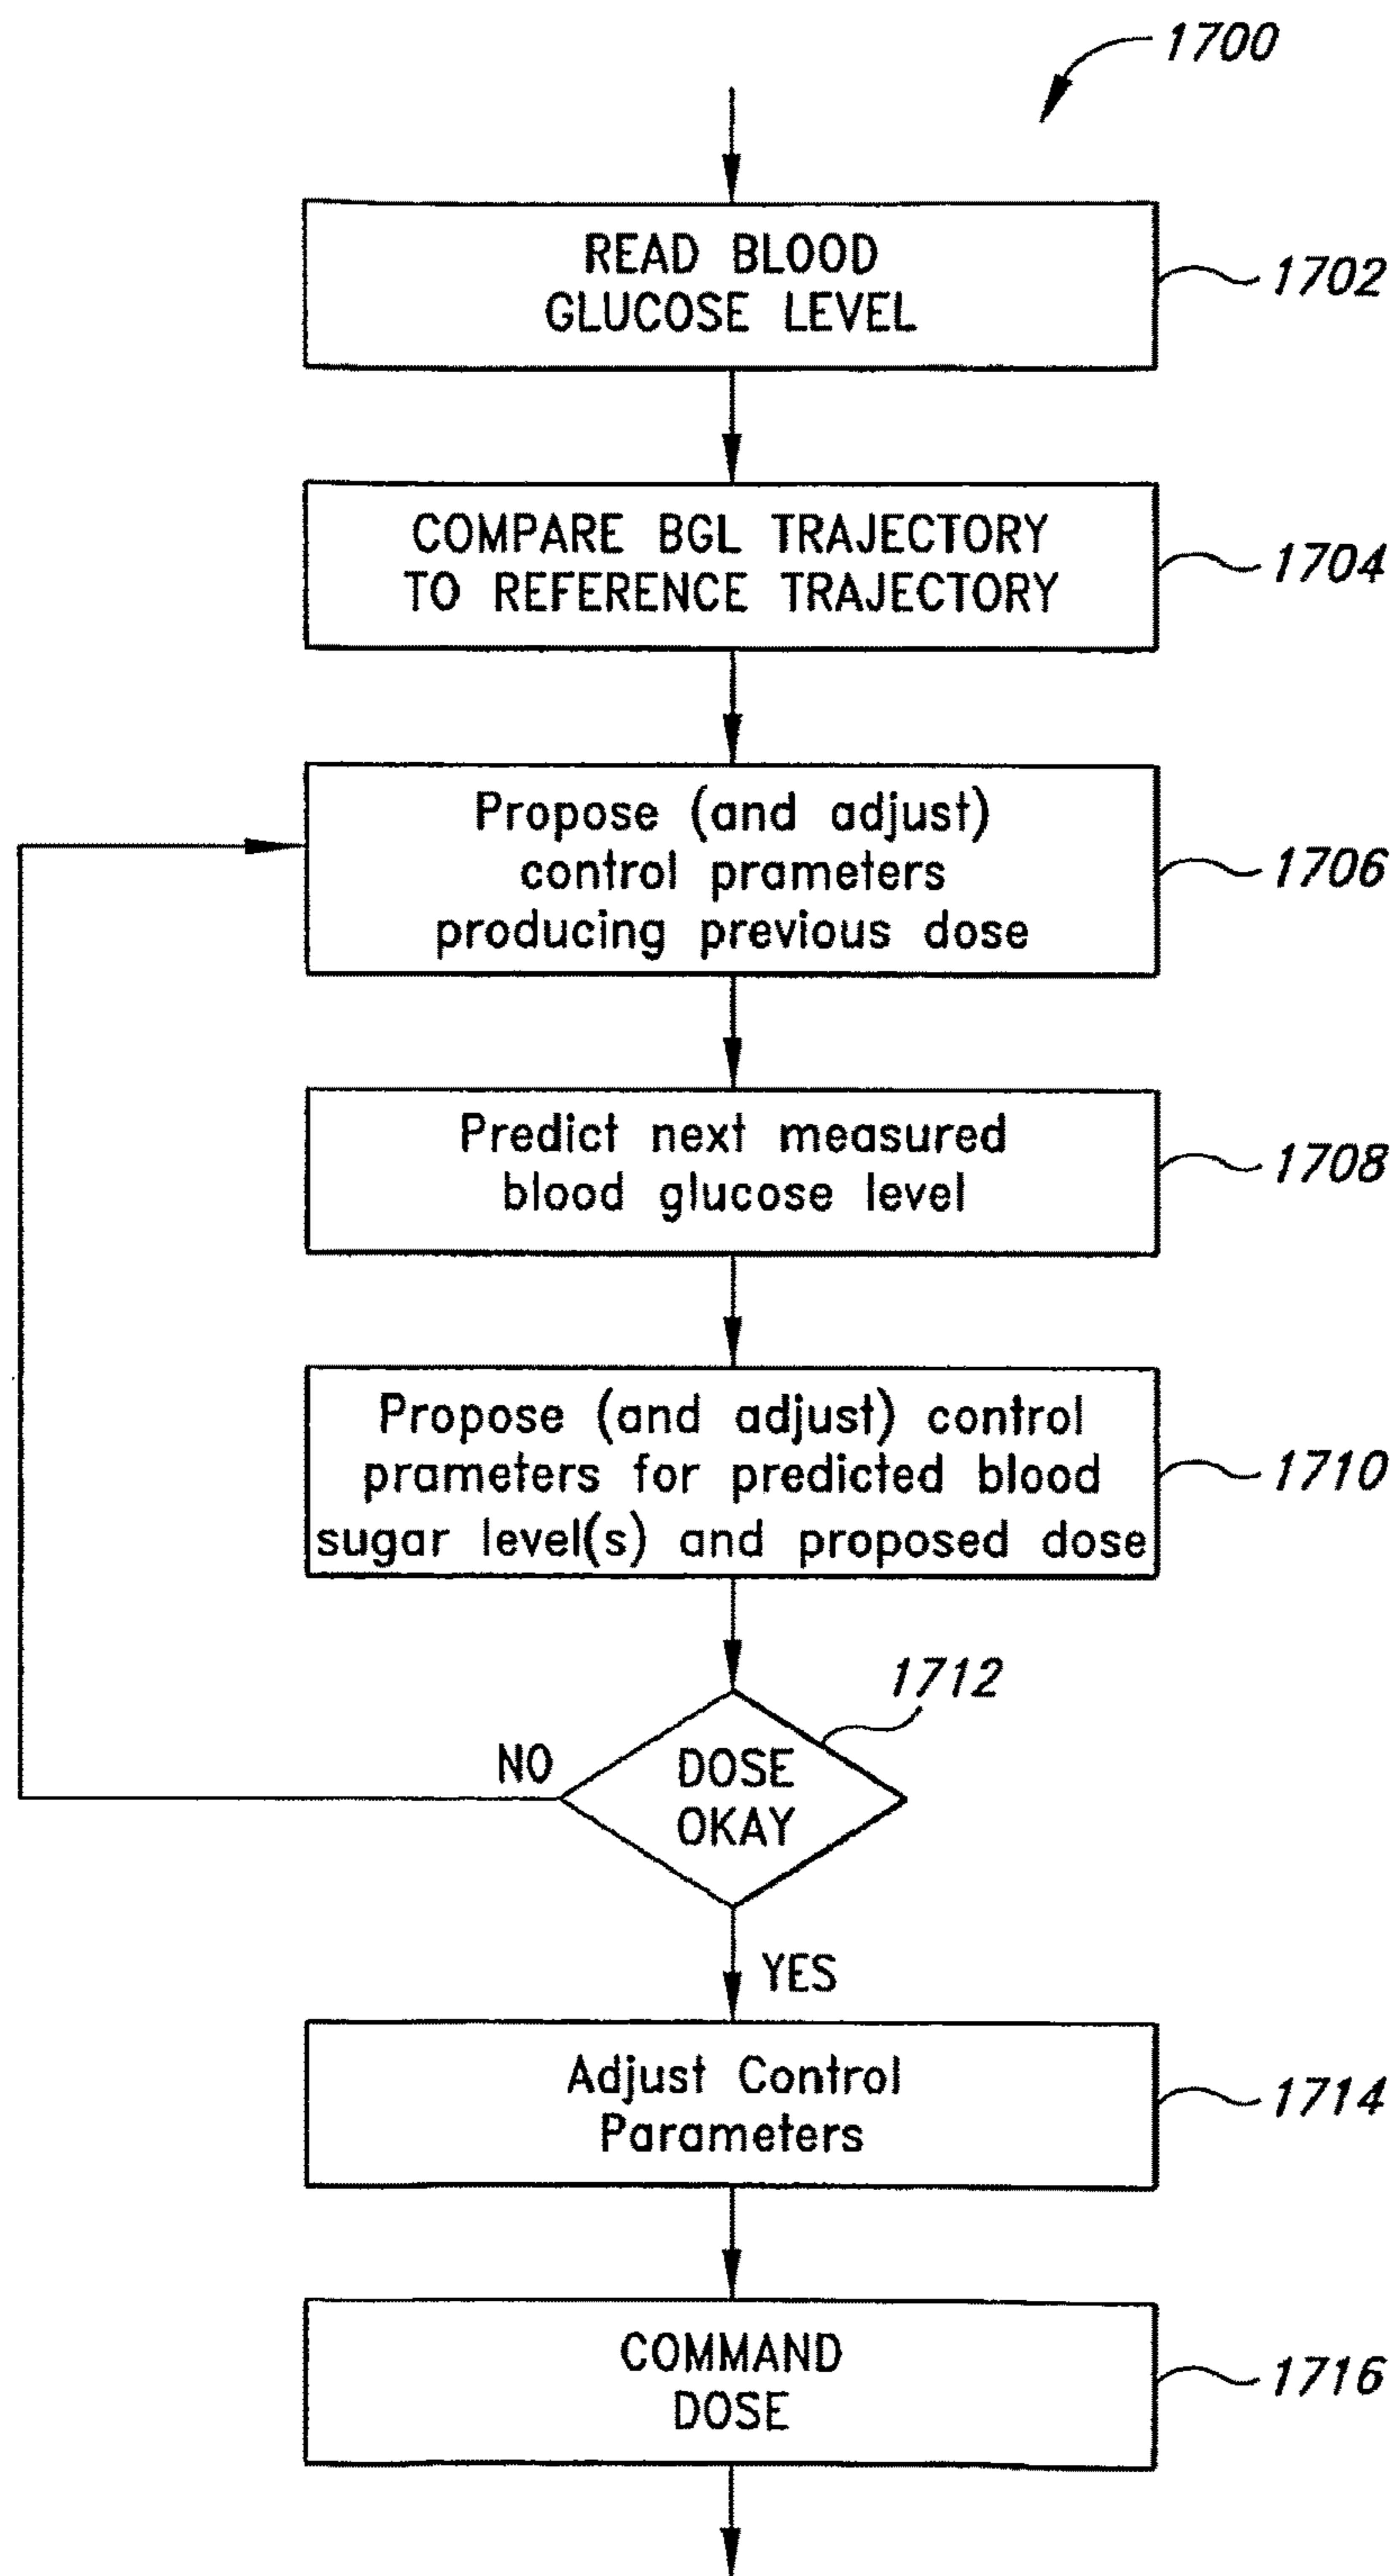 1700
READ BLOOD
GLUCOSE LEVEL
1702
COMPARE BGL TRAJECTORY
TO REFERENCE TRAJECTORY
1704
Propose (and adjust)
control prameters
producing previous dose
1706
Predict next measured
blood glucose level
1708
Propose (and adjust) control
prameters for predicted blood
sugar level(s) and proposed dose
1710
1712
NO
DOSE
OKAY
YES
Adjust Control
Parameters
1714
COMMAND
DOSE
1716